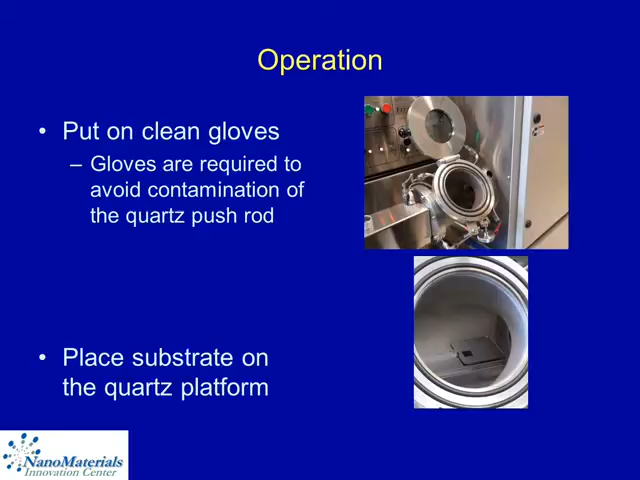 Operation
• Put on clean gloves
– Gloves are required to
avoid contamination of
the quartz push rod
• Place substrate on
the quartz platform
NanoMaterials
Innovation Center